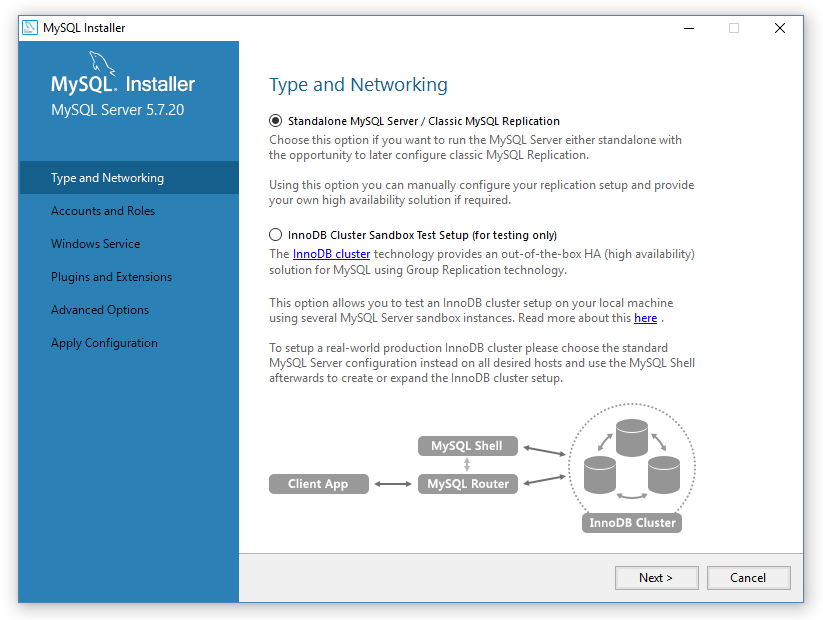 MySQL Installer
MySQL. Installer
MySQL Server 5.7.20
Type and Networking
Accounts and Roles
Windows Service
Plugins and Extensions
Advanced Options
Apply Configuration
Type and Networking
Standalone MySQL Server / Classic MySQL Replication
Choose this option if you want to run the MySQL Server either standalone with
the opportunity to later configure classic MySQL Replication.
Using this option you can manually configure your replication setup and provide
your own high availability solution if required.
InnoDB Cluster Sandbox Test Setup (for testing only)
The InnoDB cluster technology provides an out-of-the-box HA (high availability)
solution for MySQL using Group Replication technology.
This option allows you to test an InnoDB cluster setup on your local machine
using several MySQL Server sandbox instances. Read more about this here .
To setup a real-world production InnoDB cluster please choose the standard
MySQL Server configuration instead on all desired hosts and use the MySQL Shell
afterwards to create or expand the InnoDB cluster setup.
MySQL Shell
Client App
MySQL Router
InnoDB Cluster
Next >
Cancel